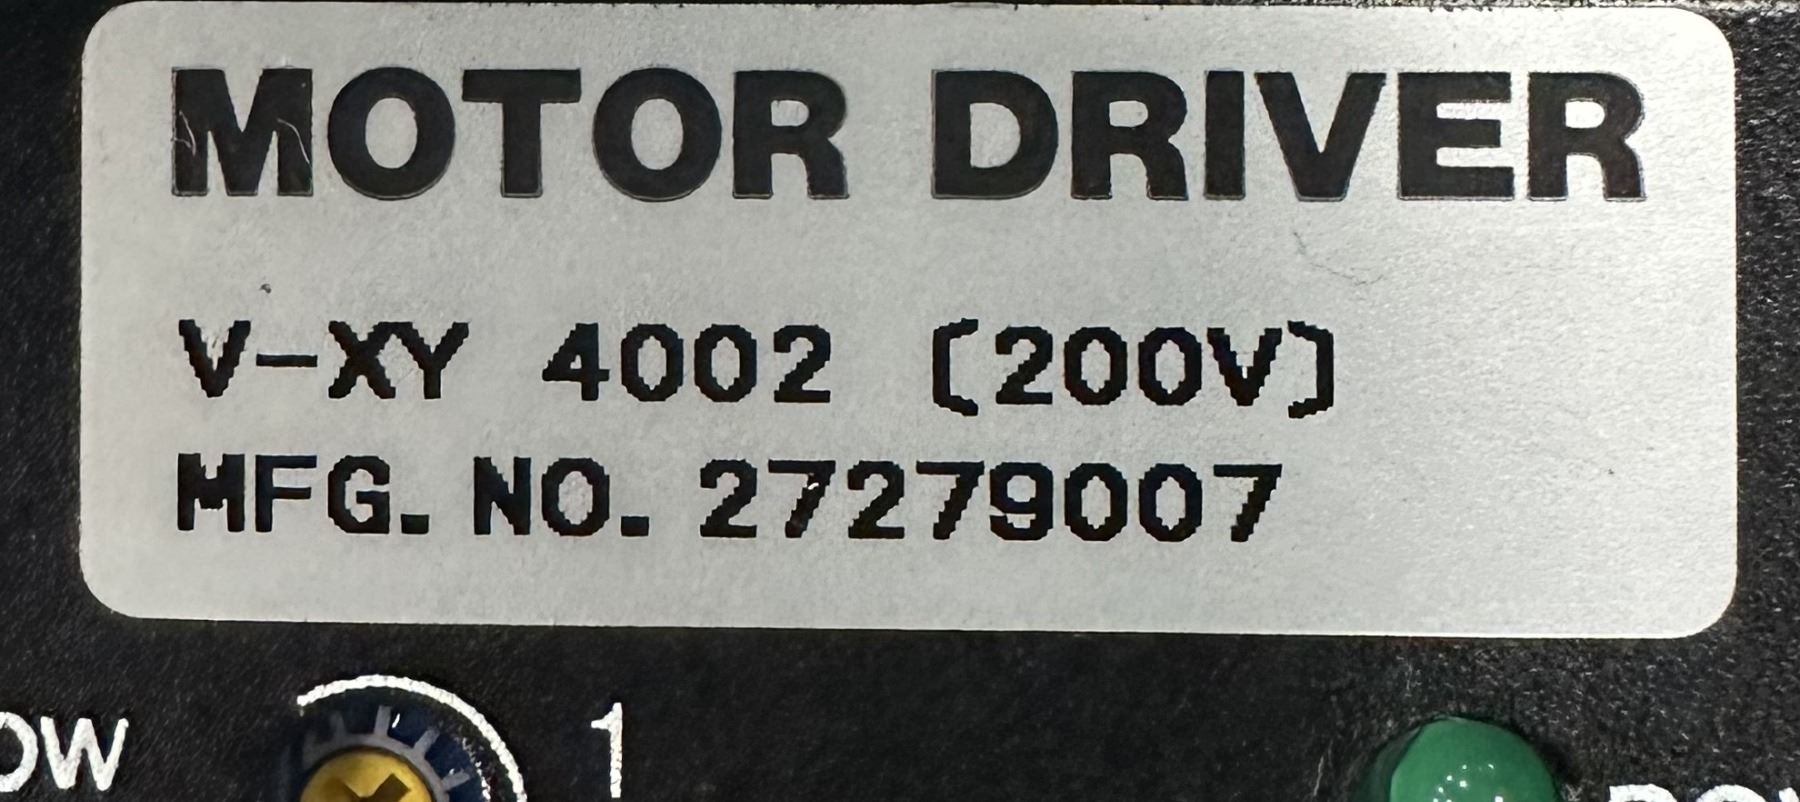 MOTOR DRIVER
V-XY 4002 (200V)
MFG. NO. 27279007
OW
1